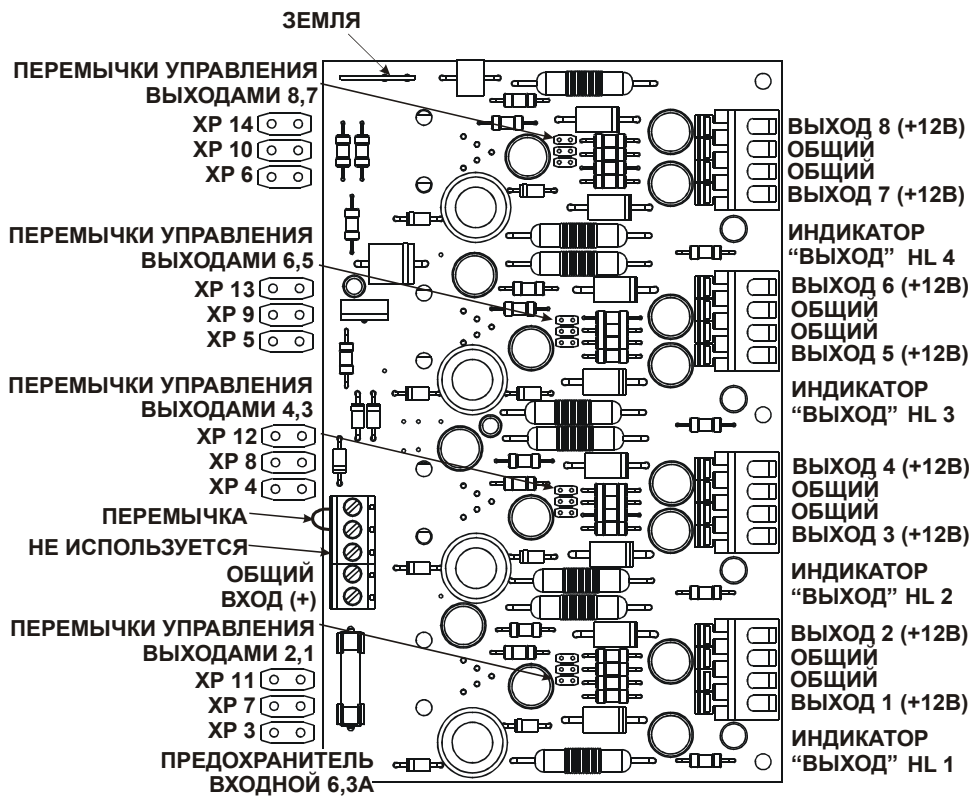 ЗЕМЛЯ
ПЕРЕМЫЧКИ УПРАВЛЕНИЯ
ВЫХОДАМИ 8,7
XP 14
XP 10
XP 6
ПЕРЕМЫЧКИ УПРАВЛЕНИЯ
ВЫХОДАМИ 6,5
XP 13
XP 9
XP 5
ПЕРЕМЫЧКИ УПРАВЛЕНИЯ
ВЫХОДАМИ 4,3
XP 12
XP 8
XP 4
ПЕРЕМЫЧКА
НЕ ИСПОЛЬЗУЕТСЯ
ОБЩИЙ
ВХОД (+)
ПЕРЕМЫЧКИ УПРАВЛЕНИЯ
ВЫХОДАМИ 2,1
XP 11
XP 7
XP 3
ПРЕДОХРАНИТЕЛЬ
ВХОДНОЙ 6,3А
ВЫХОД 8 (+12В)
ОБЩИЙ
ОБЩИЙ
ВЫХОД 7 (+12В)
ИНДИКАТОР
“ВЫХОД” HL 4
ВЫХОД 6 (+12В)
ОБЩИЙ
ОБЩИЙ
ВЫХОД 5 (+12В)
ИНДИКАТОР
“ВЫХОД” HL 3
ВЫХОД 4 (+12В)
ОБЩИЙ
ОБЩИЙ
ВЫХОД 3 (+12В)
ИНДИКАТОР
“ВЫХОД” HL 2
ВЫХОД 2 (+12В)
ОБЩИЙ
ОБЩИЙ
ВЫХОД 1 (+12В)
ИНДИКАТОР
“ВЫХОД” HL 1